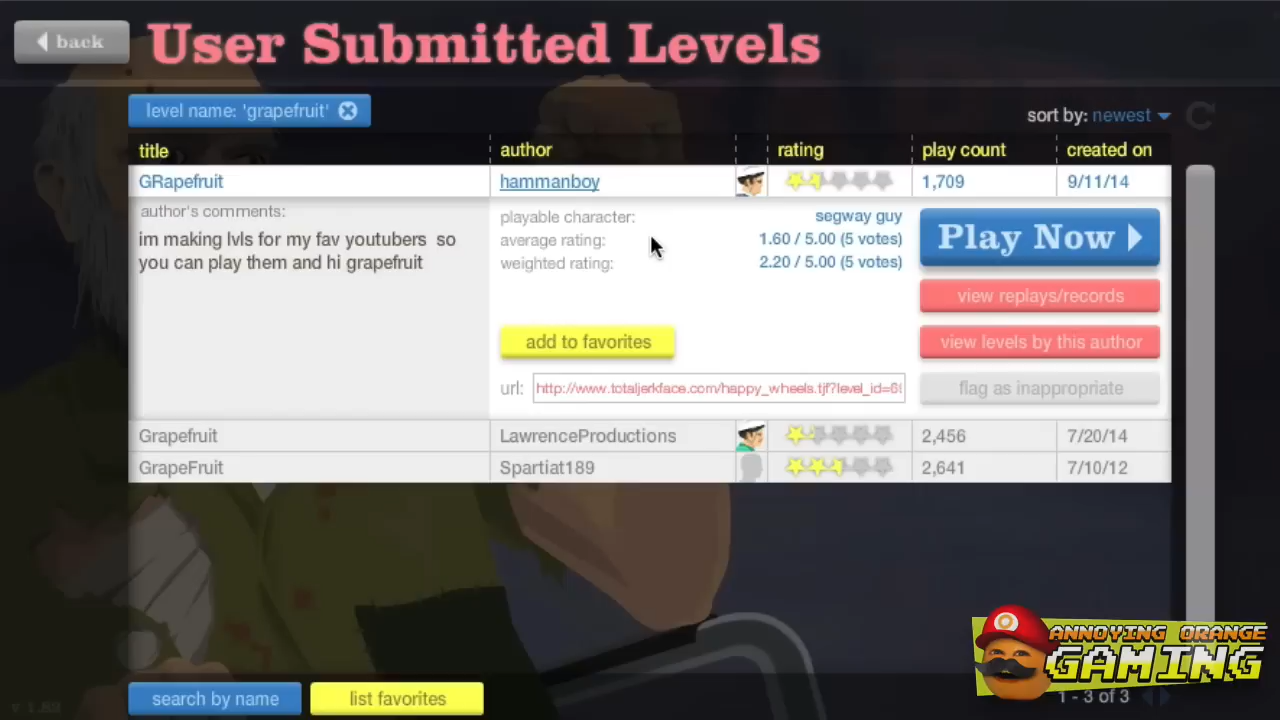 back
User Submitted Levels
level name: 'grapefruit'
sort by: newest
title author rating play count created on
GRapefruit hammanboy 1,709 9/11/14
author's comments:
im making lvls for my fav youtubers so
you can play them and hi grapefruit
playable character: segway guy
average rating: 1.60 / 5.00 (5 votes)
weighted rating: 2.20 / 5.00 (5 votes)
add to favorites
url: http://www.totaljerkface.com/happy_wheels.tjf?level_id=6
Play Now
view replays/records
view levels by this author
flag as inappropriate
Grapefruit LawrenceProductions 2,456 7/20/14
GrapeFruit Spartiat189 2,641 7/10/12
ANNOYING ORANGE
GAMING
1 - 3 of 3
search by name list favorites